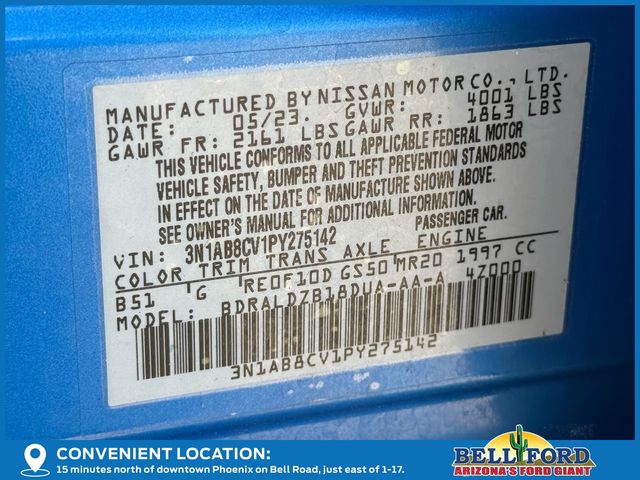 MANUFACTURED BY NISSAN MOTOR CO., LTD.
DATE: 05/23. GVWR: 4001 LBS
GAWR FR: 2161 LBS GAWR RR: 1863 LBS
THIS VEHICLE CONFORMS TO ALL APPLICABLE FEDERAL MOTOR
VEHICLE SAFETY, BUMPER AND THEFT PREVENTION STANDARDS
IN EFFECT ON THE DATE OF MANUFACTURE SHOWN ABOVE.
SEE OWNER'S MANUAL FOR ADDITIONAL INFORMATION.
VIN: 3N1AB8CV1PY275142 PASSENGER CAR.
COLOR TRIM TRANS AXLE ENGINE
B51 G RE0F10D GS50 MR20 1997 CC
MODEL: BDRALDZB18DUA-AA-A 4Z000
3N1AB8CV1PY275142
CONVENIENT LOCATION:
15 minutes north of downtown Phoenix on Bell Road, just east of 1-17.
BELL FORD
ARIZONA'S FORD GIANT